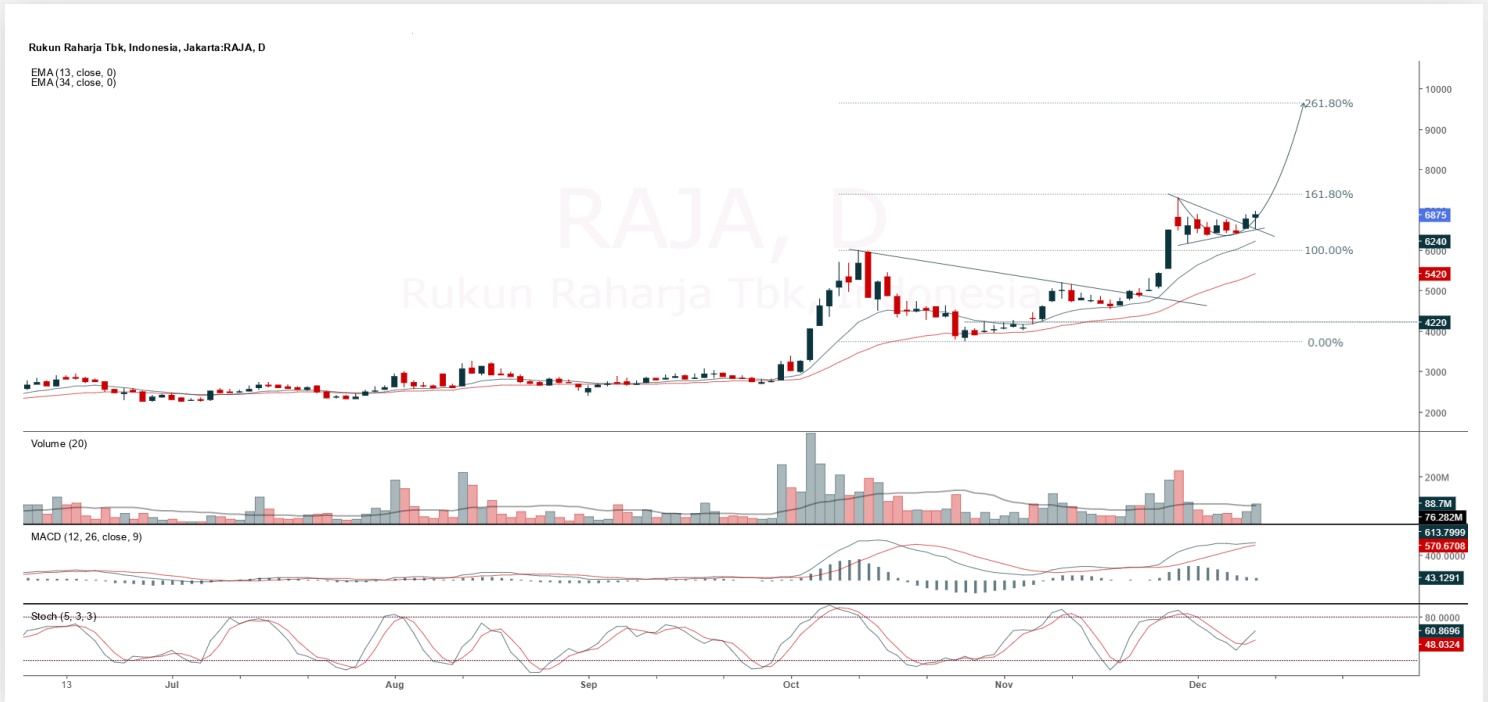 Rukun Raharja Tbk, Indonesia, Jakarta:RAJA, D
EMA (13, close, 0)
EMA (34, close, 0)
RAJA, D
Rukun Raharja Tbk, Indonesia
261.80%
161.80%
100.00%
0.00%
10000
9000
8000
6875
6240
6000
5420
5000
4220
4000
3000
2000
Volume (20)
200M
88.7M
76.282M
MACD (12, 26, close, 9)
613.7999
570.6708
400.0000
43.1291
Stoch (5, 3, 3)
80.0000
60.8696
48.0324
13 Jul Aug Sep Oct Nov Dec